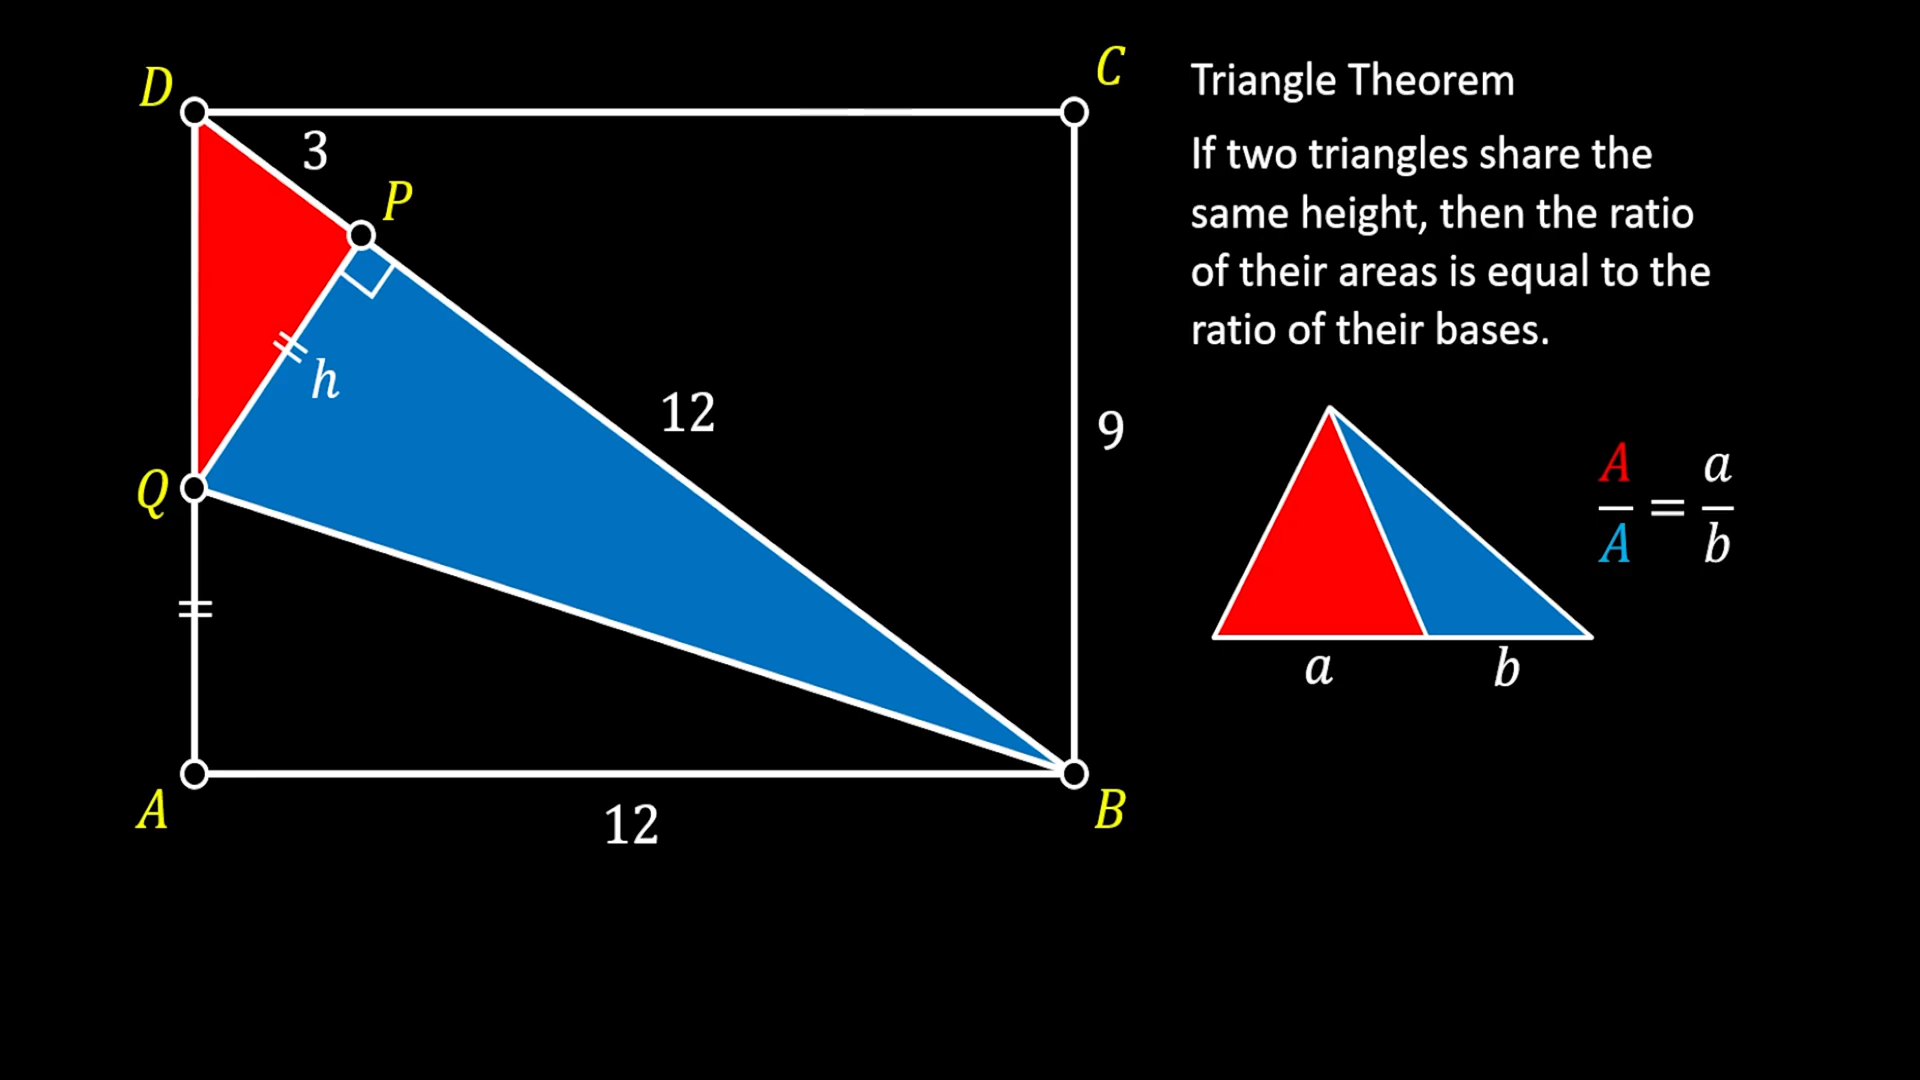 D
C
3
P
h
12
9
Q
A
12
B
Triangle Theorem
If two triangles share the
same height, then the ratio
of their areas is equal to the
ratio of their bases.
A/A = a/b
a
b